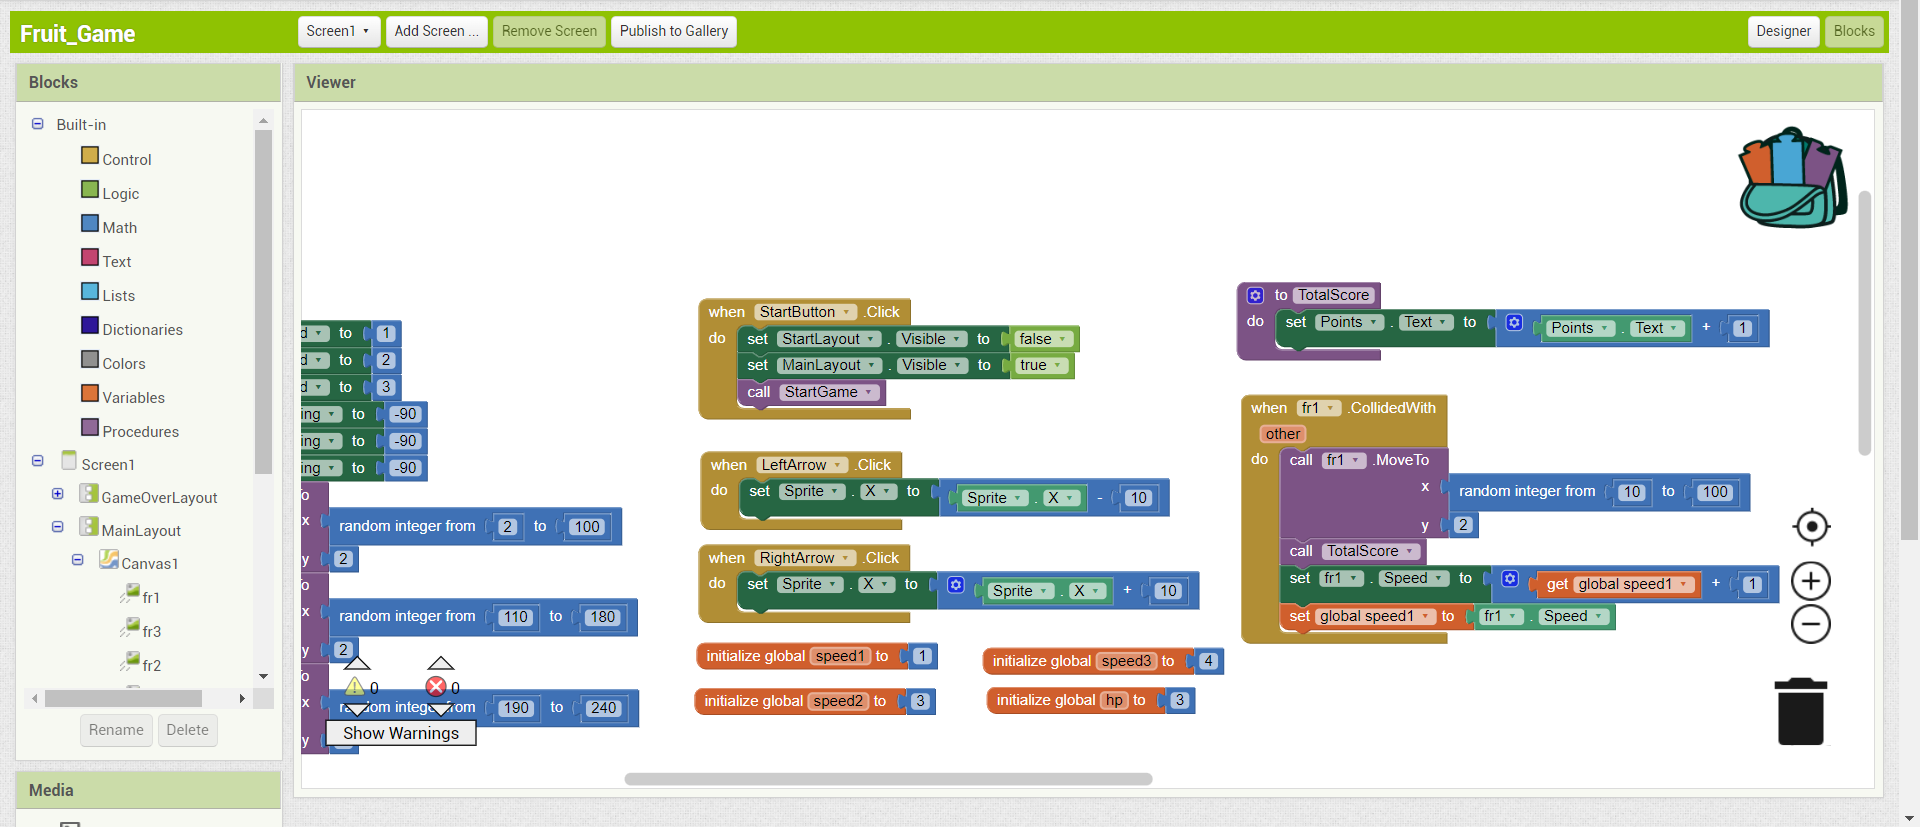 Fruit_Game
Screen1
Add Screen ...
Remove Screen
Publish to Gallery
Designer
Blocks
Blocks
Viewer
Built-in
Control
Logic
Math
Text
Lists
Dictionaries
Colors
Variables
Procedures
Screen1
GameOverLayout
MainLayout
Canvas1
fr1
fr3
fr2
Rename
Delete
Media
d to 1
d to 2
d to 3
ing to -90
ing to -90
ing to -90
o
x random integer from 2 to 100
y 2
o
x random integer from 110 to 180
y 2
o
x random integer from 190 to 240
y
0 0
Show Warnings
when StartButton .Click
do set StartLayout . Visible to false
set MainLayout . Visible to true
call StartGame
when LeftArrow .Click
do set Sprite . X to Sprite . X - 10
when RightArrow .Click
do set Sprite . X to Sprite . X + 10
initialize global speed1 to 1
initialize global speed3 to 4
initialize global speed2 to 3
initialize global hp to 3
to TotalScore
do set Points . Text to Points . Text + 1
when fr1 .CollidedWith
other
do call fr1 .MoveTo
x random integer from 10 to 100
y 2
call TotalScore
set fr1 . Speed to get global speed1 + 1
set global speed1 to fr1 . Speed